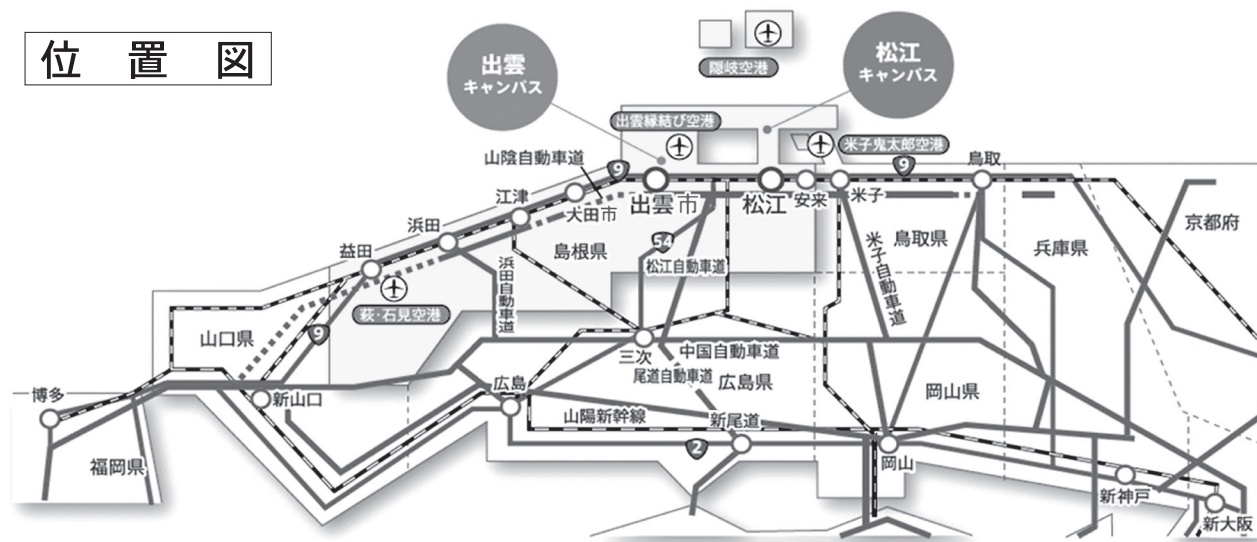 位置図
出雲
キャンパス
松江
キャンパス
隠岐空港
出雲縁結び空港
米子鬼太郎空港
山陰自動車道
9
9
鳥取
江津
大田市
出雲市
松江
安来
米子
浜田
益田
島根県
54
松江自動車道
鳥取県
兵庫県
京都府
米子自動車道
浜田自動車道
萩・石見空港
山口県
9
三次
中国自動車道
尾道自動車道
広島県
岡山県
博多
新山口
広島
山陽新幹線
新尾道
2
岡山
福岡県
新神戸
新大阪